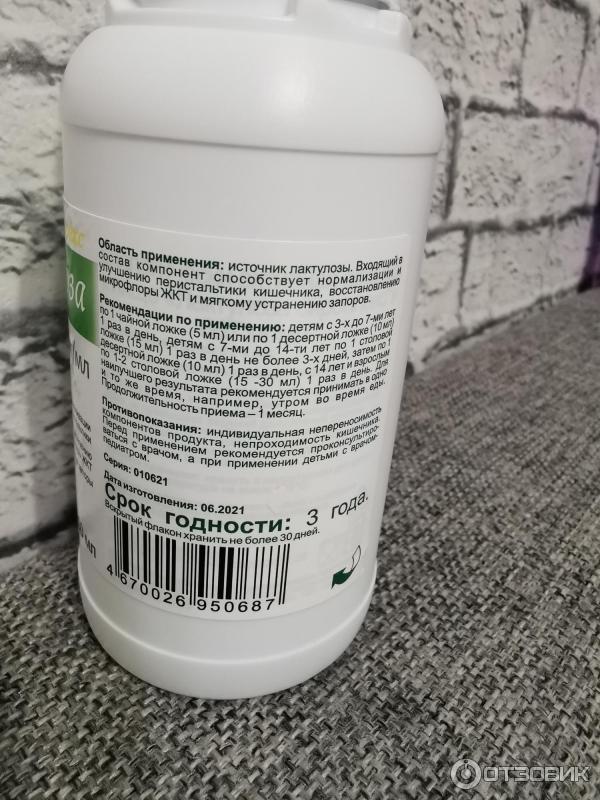 Область применения: источник лактулозы. Входящий в
состав компонент способствует нормализации и
улучшению перистальтики кишечника, восстановлению
микрофлоры ЖКТ и мягкому устранению запоров.
Рекомендации по применению: детям с 3-х до 7-ми лет
по 1 чайной ложке (5 мл) или по 1 десертной ложке (10 мл)
1 раз в день, детям с 7-ми до 14-ти лет по 1 столовой
ложке (15 мл) 1 раз в день не более 3-х дней, затем по 1
десертной ложке (10 мл) 1 раз в день, с 14 лет и взрослым
по 1-2 столовой ложке (15 -30 мл) 1 раз в день. Для
наилучшего результата рекомендуется принимать в одно
и то же время, например, утром во время еды.
Продолжительность приема – 1 месяц.
Противопоказания: индивидуальная непереносимость
компонентов продукта, непроходимость кишечника.
Перед применением рекомендуется проконсультиро-
ваться с врачом, а при применении детьми с врачом-
педиатром.
Серия: 010621
Дата изготовления: 06.2021
Срок годности: 3 года.
Вскрытый флакон хранить не более 30 дней.
4 670026 950687
мл
мл
ОТЗОВИК